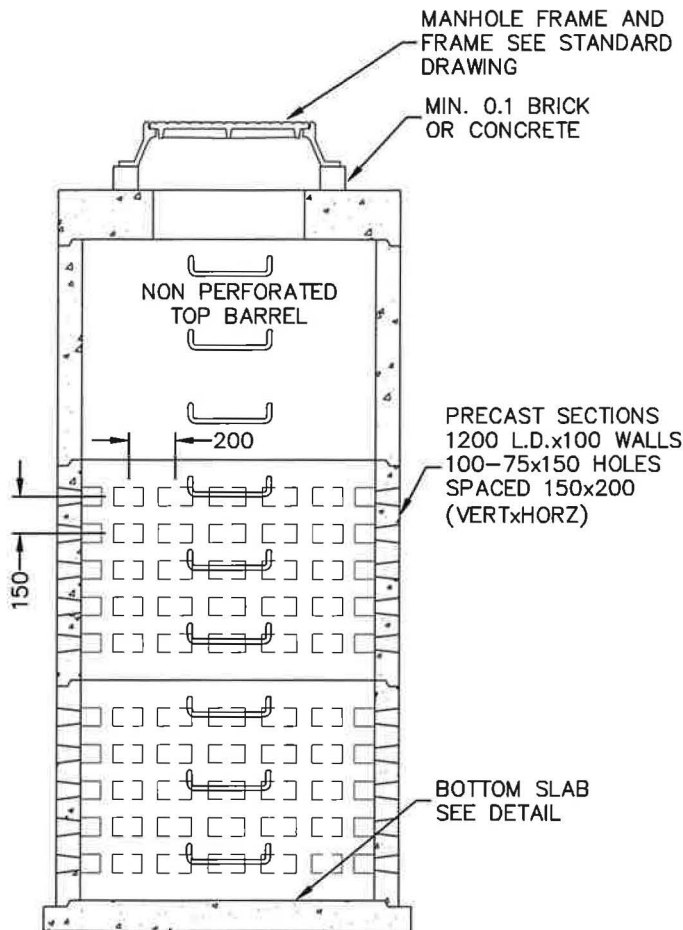 MANHOLE FRAME AND
FRAME SEE STANDARD
DRAWING
MIN. 0.1 BRICK
OR CONCRETE
NON PERFORATED
TOP BARREL
200
PRECAST SECTIONS
1200 L.D.x100 WALLS
100-75x150 HOLES
SPACED 150x200
(VERTxHORZ)
150
BOTTOM SLAB
SEE DETAIL